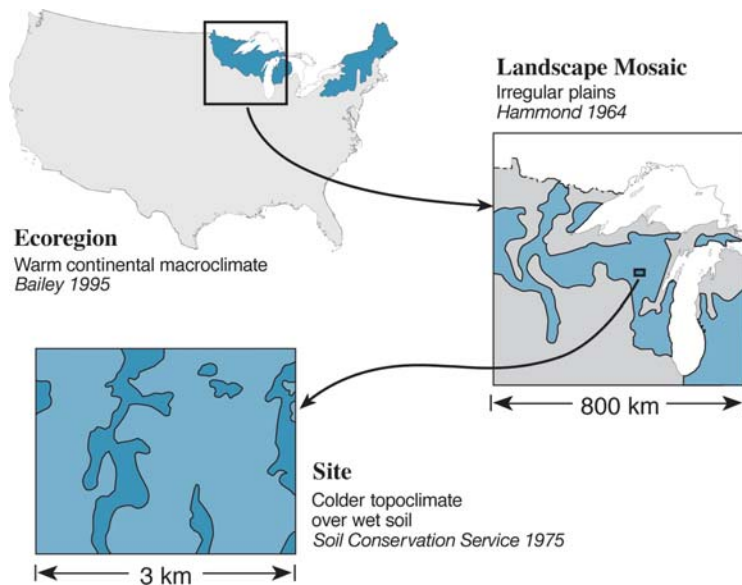 Landscape Mosaic
Irregular plains
Hammond 1964
Ecoregion
Warm continental macroclimate
Bailey 1995
800 km
Site
Colder topoclimate
over wet soil
Soil Conservation Service 1975
3 km